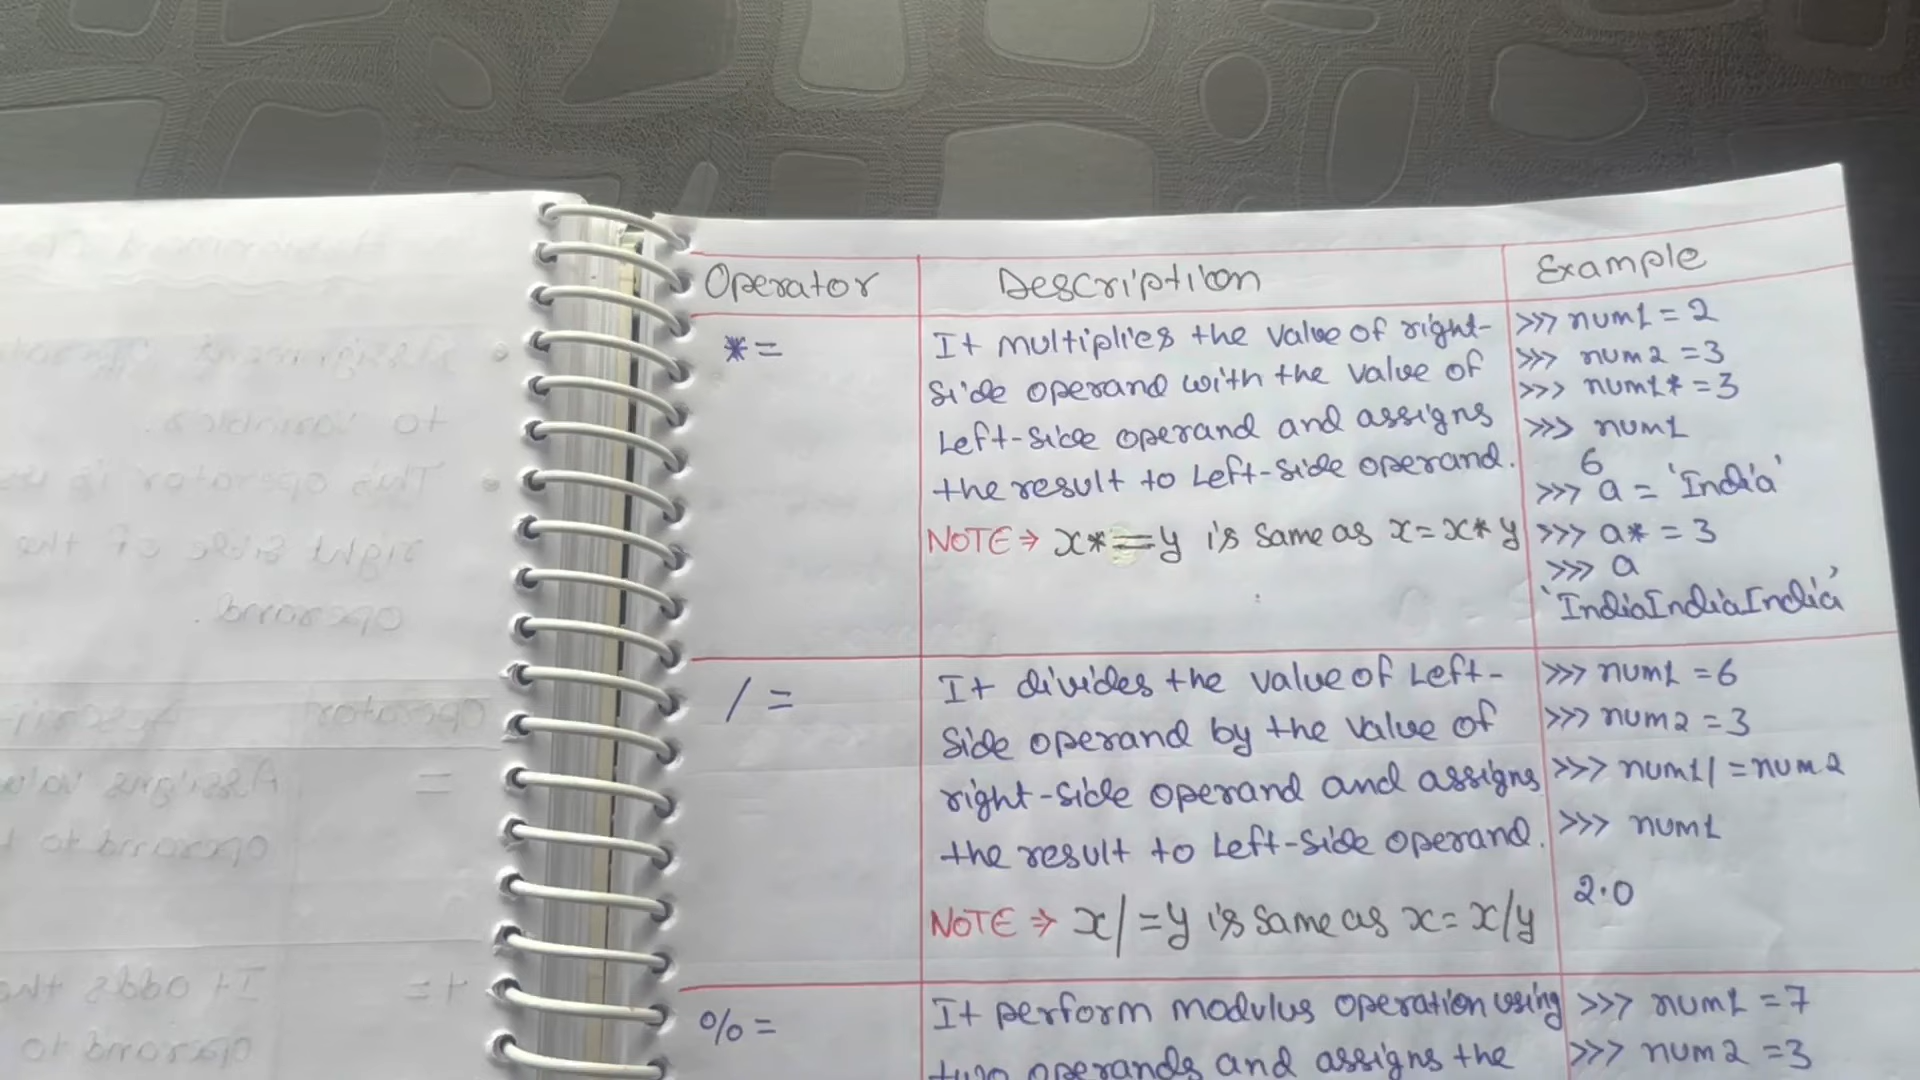 Operator Description Example
*=
It multiplies the value of right-
side operand with the value of
Left-side operand and assigns
the result to Left-side operand.
NOTE ⇒ x*=y is same as x=x*y
>>> num1 = 2
>>> num2 = 3
>>> num1* = 3
>>> num1
6
>>> a = 'India'
>>> a* = 3
>>> a
'IndiaIndiaIndia'
/ =
It divides the value of Left-
side operand by the value of
right-side operand and assigns
the result to Left-side operand.
NOTE ⇒ x/=y is same as x= x/y
>>> num1 = 6
>>> num2 = 3
>>> num1/=num2
>>> num1
2.0
%=
It perform modulus operation using
two operands and assigns the
>>> num1 = 7
>>> num2 = 3